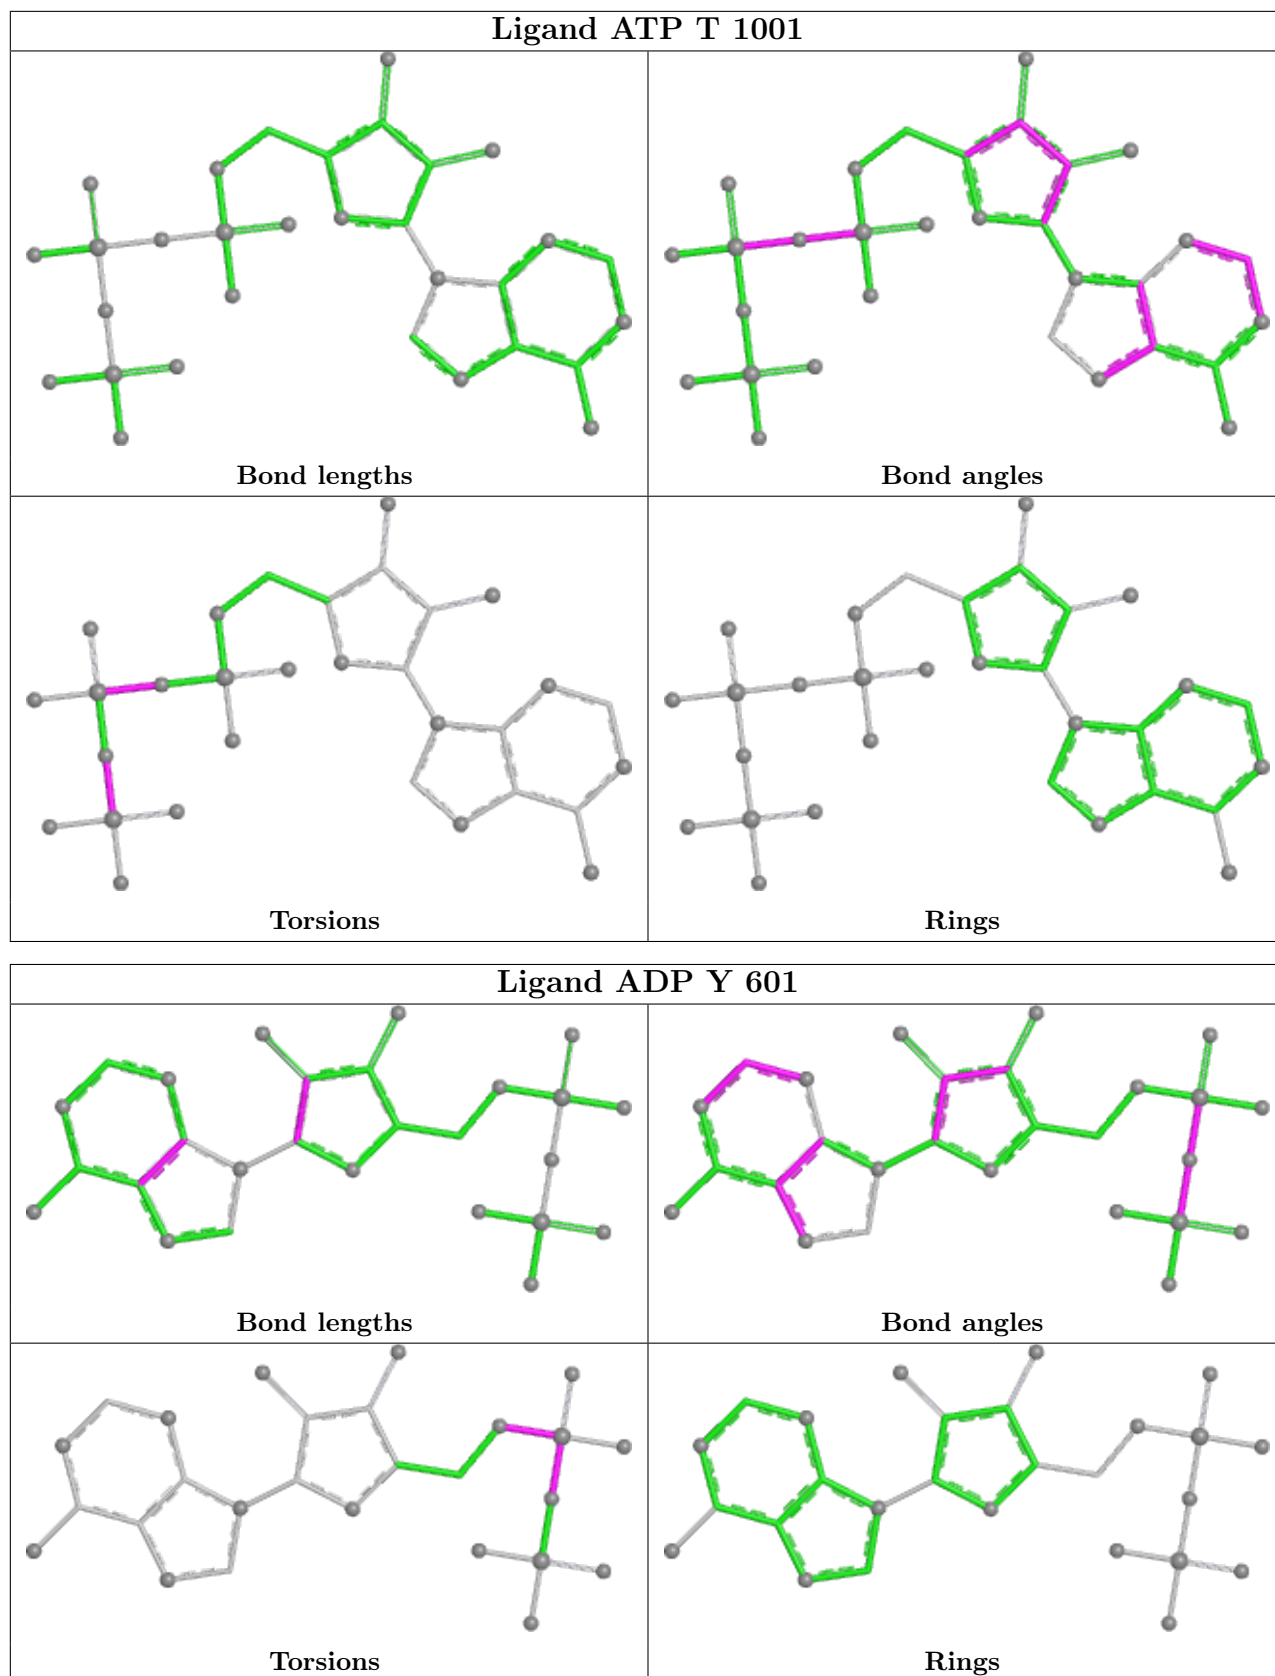 Ligand ATP T 1001
Bond lengths
Bond angles
Torsions
Rings
Ligand ADP Y 601
Bond lengths
Bond angles
Torsions
Rings